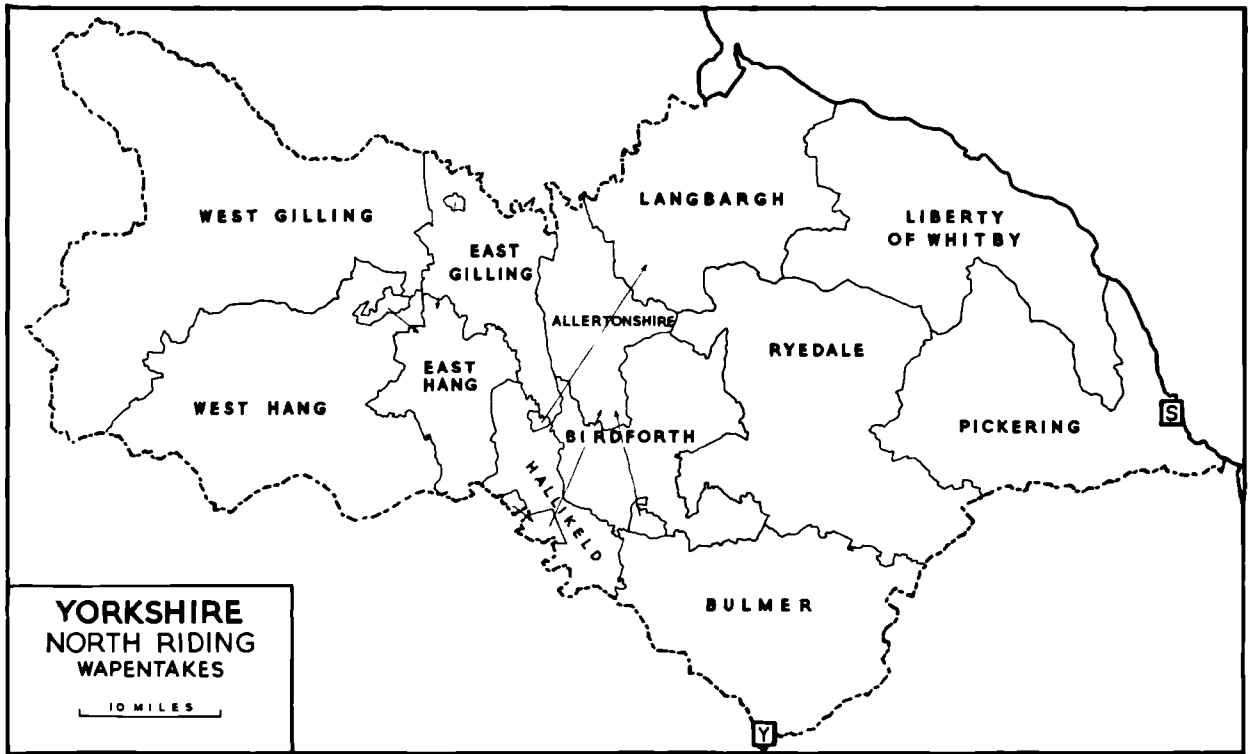 LANGBARGH
WEST GILLING
LIBERTY
OF WHITBY
EAST
GILLING
ALLERTONSHIRE
RYEDALE
EAST
HANG
WEST HANG
S
PICKERING
BIRDFORTH
HALLIKELD
BULMER
YORKSHIRE
NORTH RIDING
WAPENTAKES
10 MILES
Y